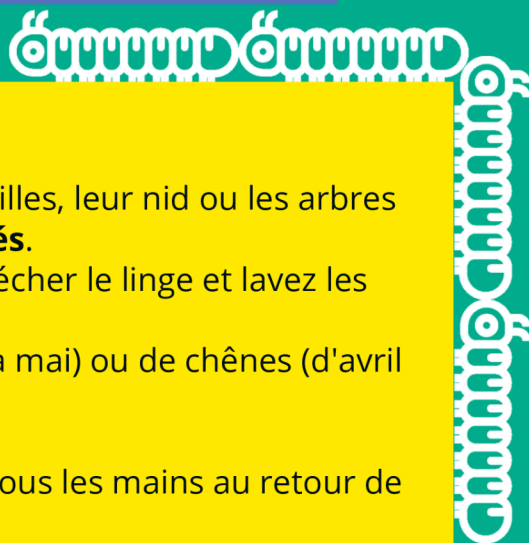 illes, leur nid ou les arbres
és.
écher le linge et lavez les
à mai) ou de chênes (d'avril
ous les mains au retour de